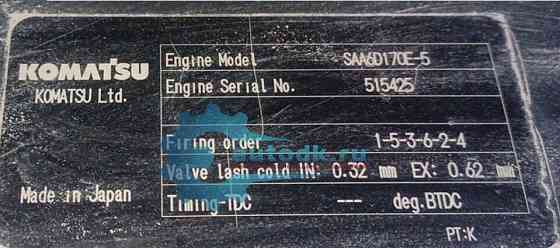 KOMATSU
KOMATSU Ltd.
Engine Model SAA6D170E-5
Engine Serial No. 515425
Firing order 1-5-3-6-2-4
autodk.ru
Valve lash cold IN: 0.32 mm EX: 0.62 mm
Made in Japan
Timing-TDC --- deg.BTDC
PT:K